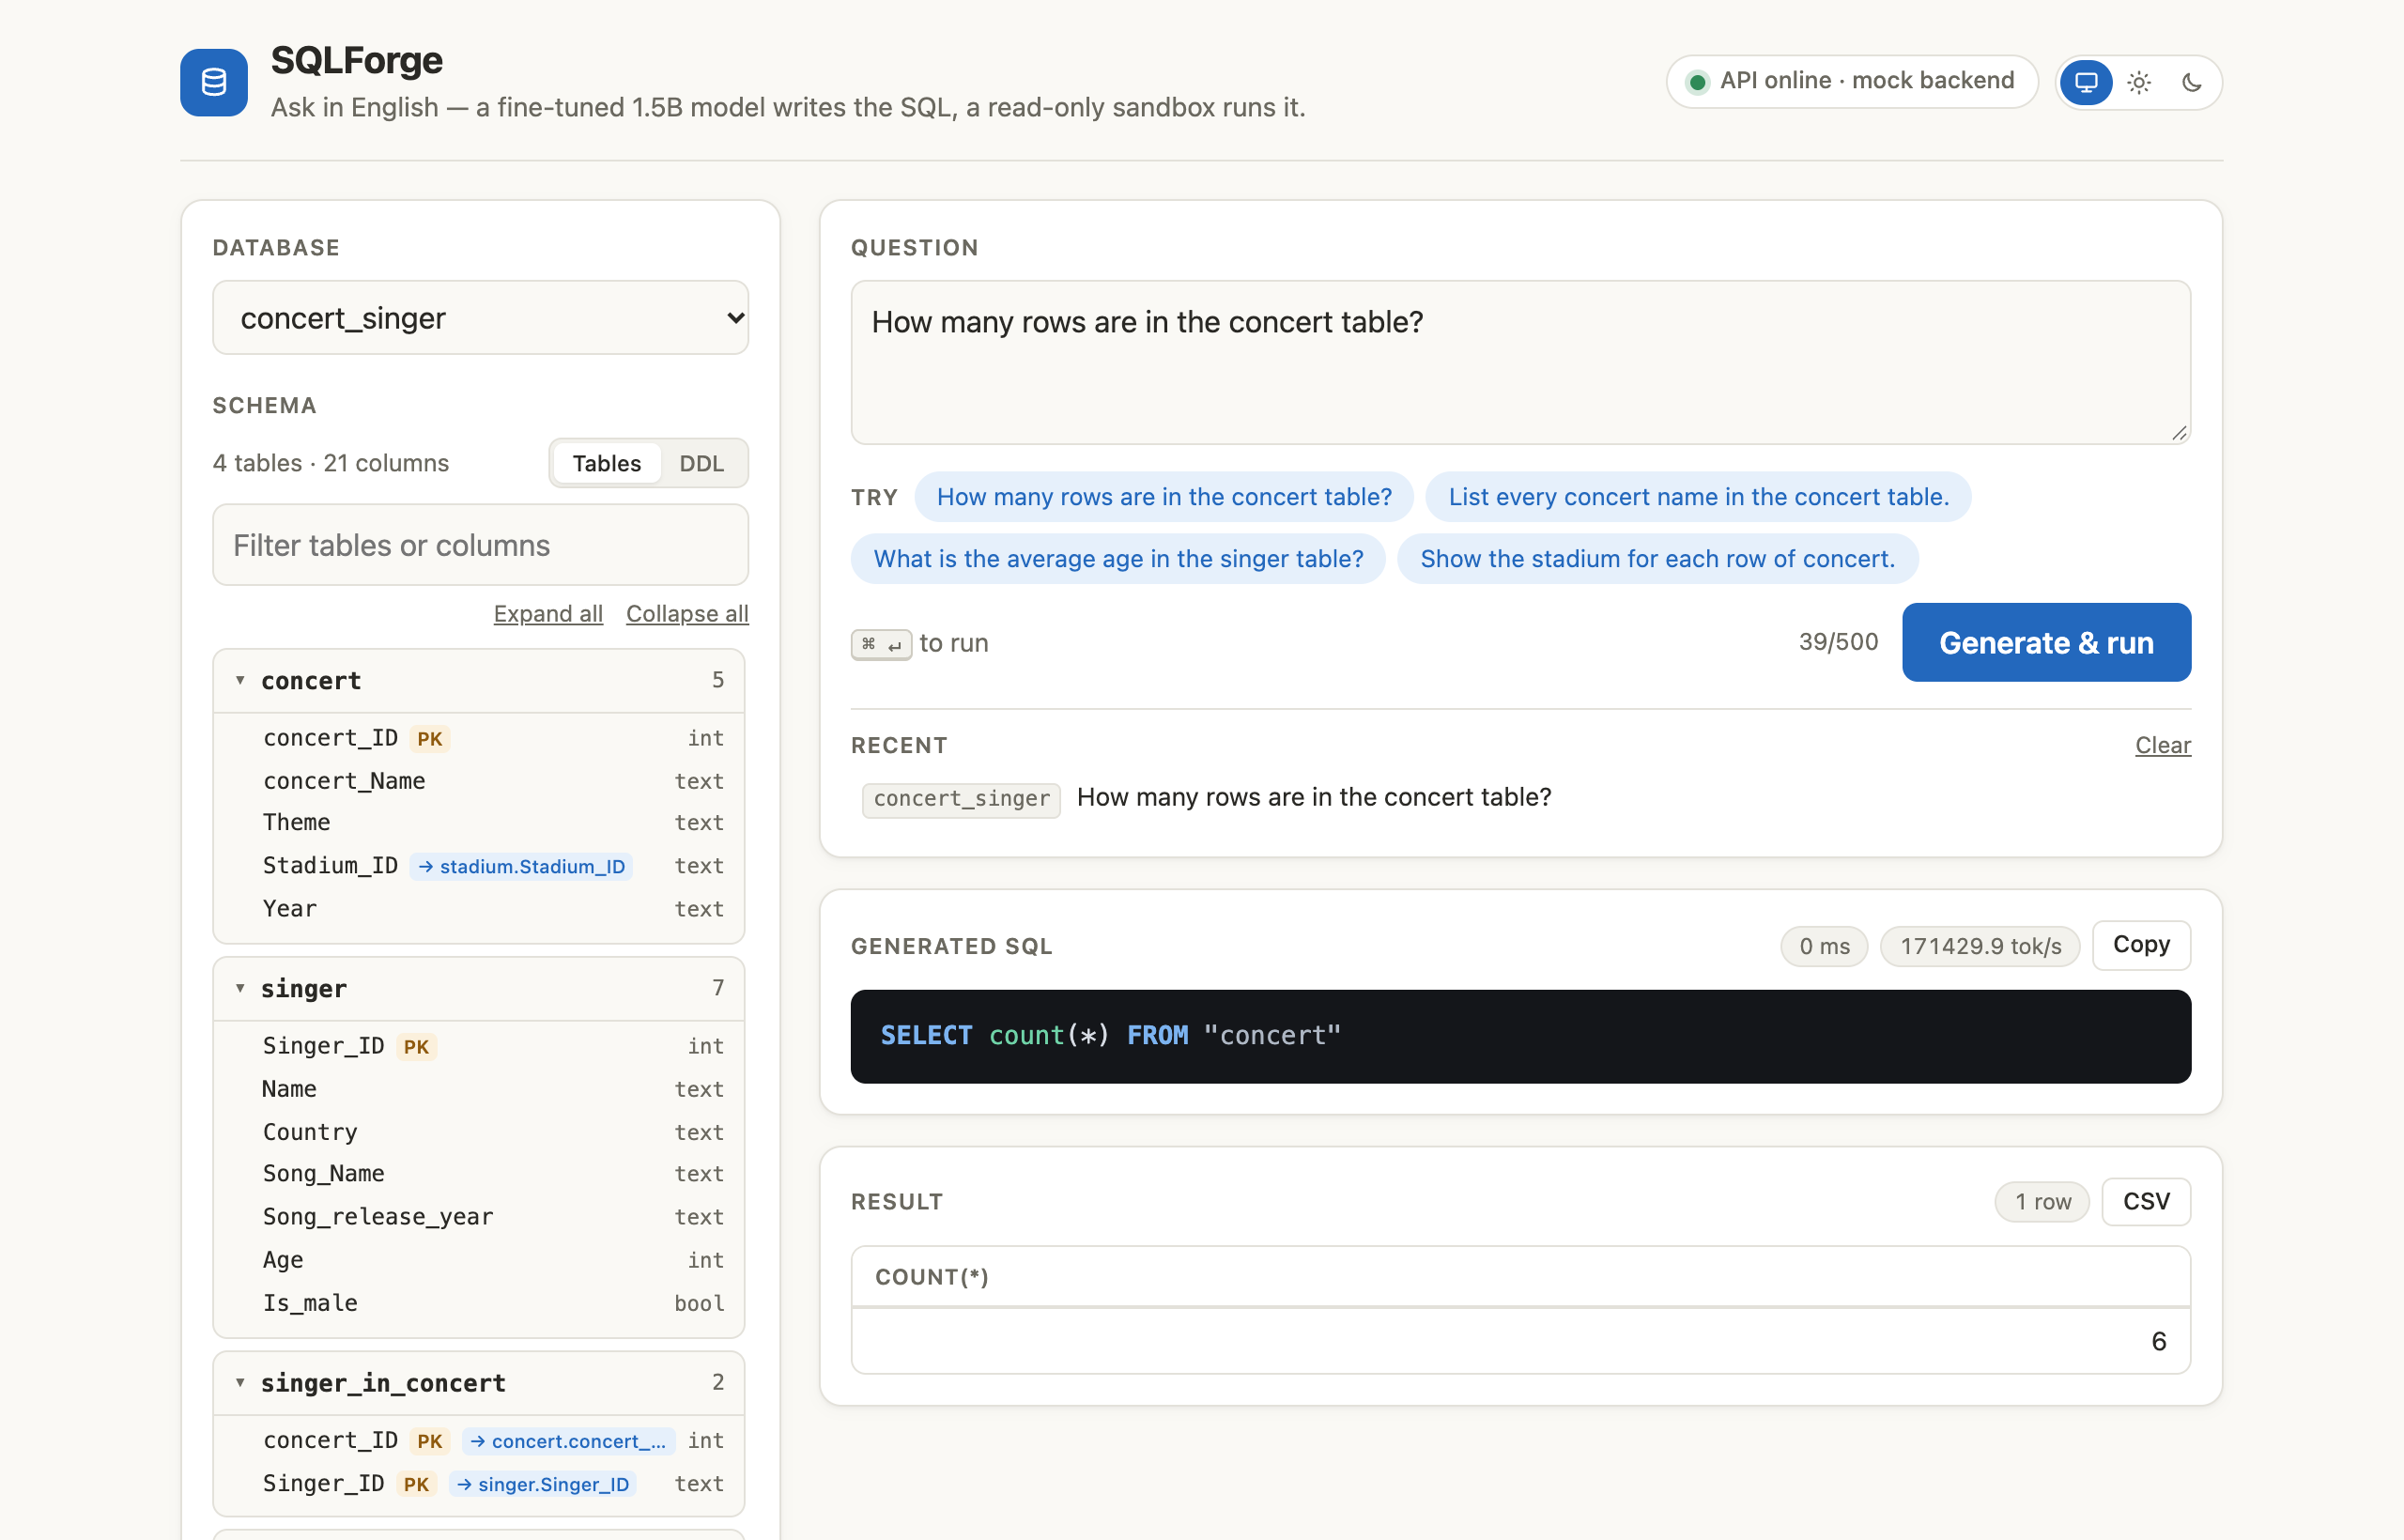 SQLForge
Ask in English — a fine-tuned 1.5B model writes the SQL, a read-only sandbox runs it.
API online · mock backend
DATABASE
concert_singer
SCHEMA
4 tables · 21 columns
Tables
DDL
Filter tables or columns
Expand all
Collapse all
concert 5
concert_ID PK int
concert_Name text
Theme text
Stadium_ID → stadium.Stadium_ID text
Year text
singer 7
Singer_ID PK int
Name text
Country text
Song_Name text
Song_release_year text
Age int
Is_male bool
singer_in_concert 2
concert_ID PK → concert.concert_... int
Singer_ID PK → singer.Singer_ID text
QUESTION
How many rows are in the concert table?
TRY
How many rows are in the concert table?
List every concert name in the concert table.
What is the average age in the singer table?
Show the stadium for each row of concert.
⌘ ↵ to run
39/500
Generate & run
RECENT
Clear
concert_singer How many rows are in the concert table?
GENERATED SQL
0 ms
171429.9 tok/s
Copy
SELECT count(*) FROM "concert"
RESULT
1 row
CSV
COUNT(*)
6